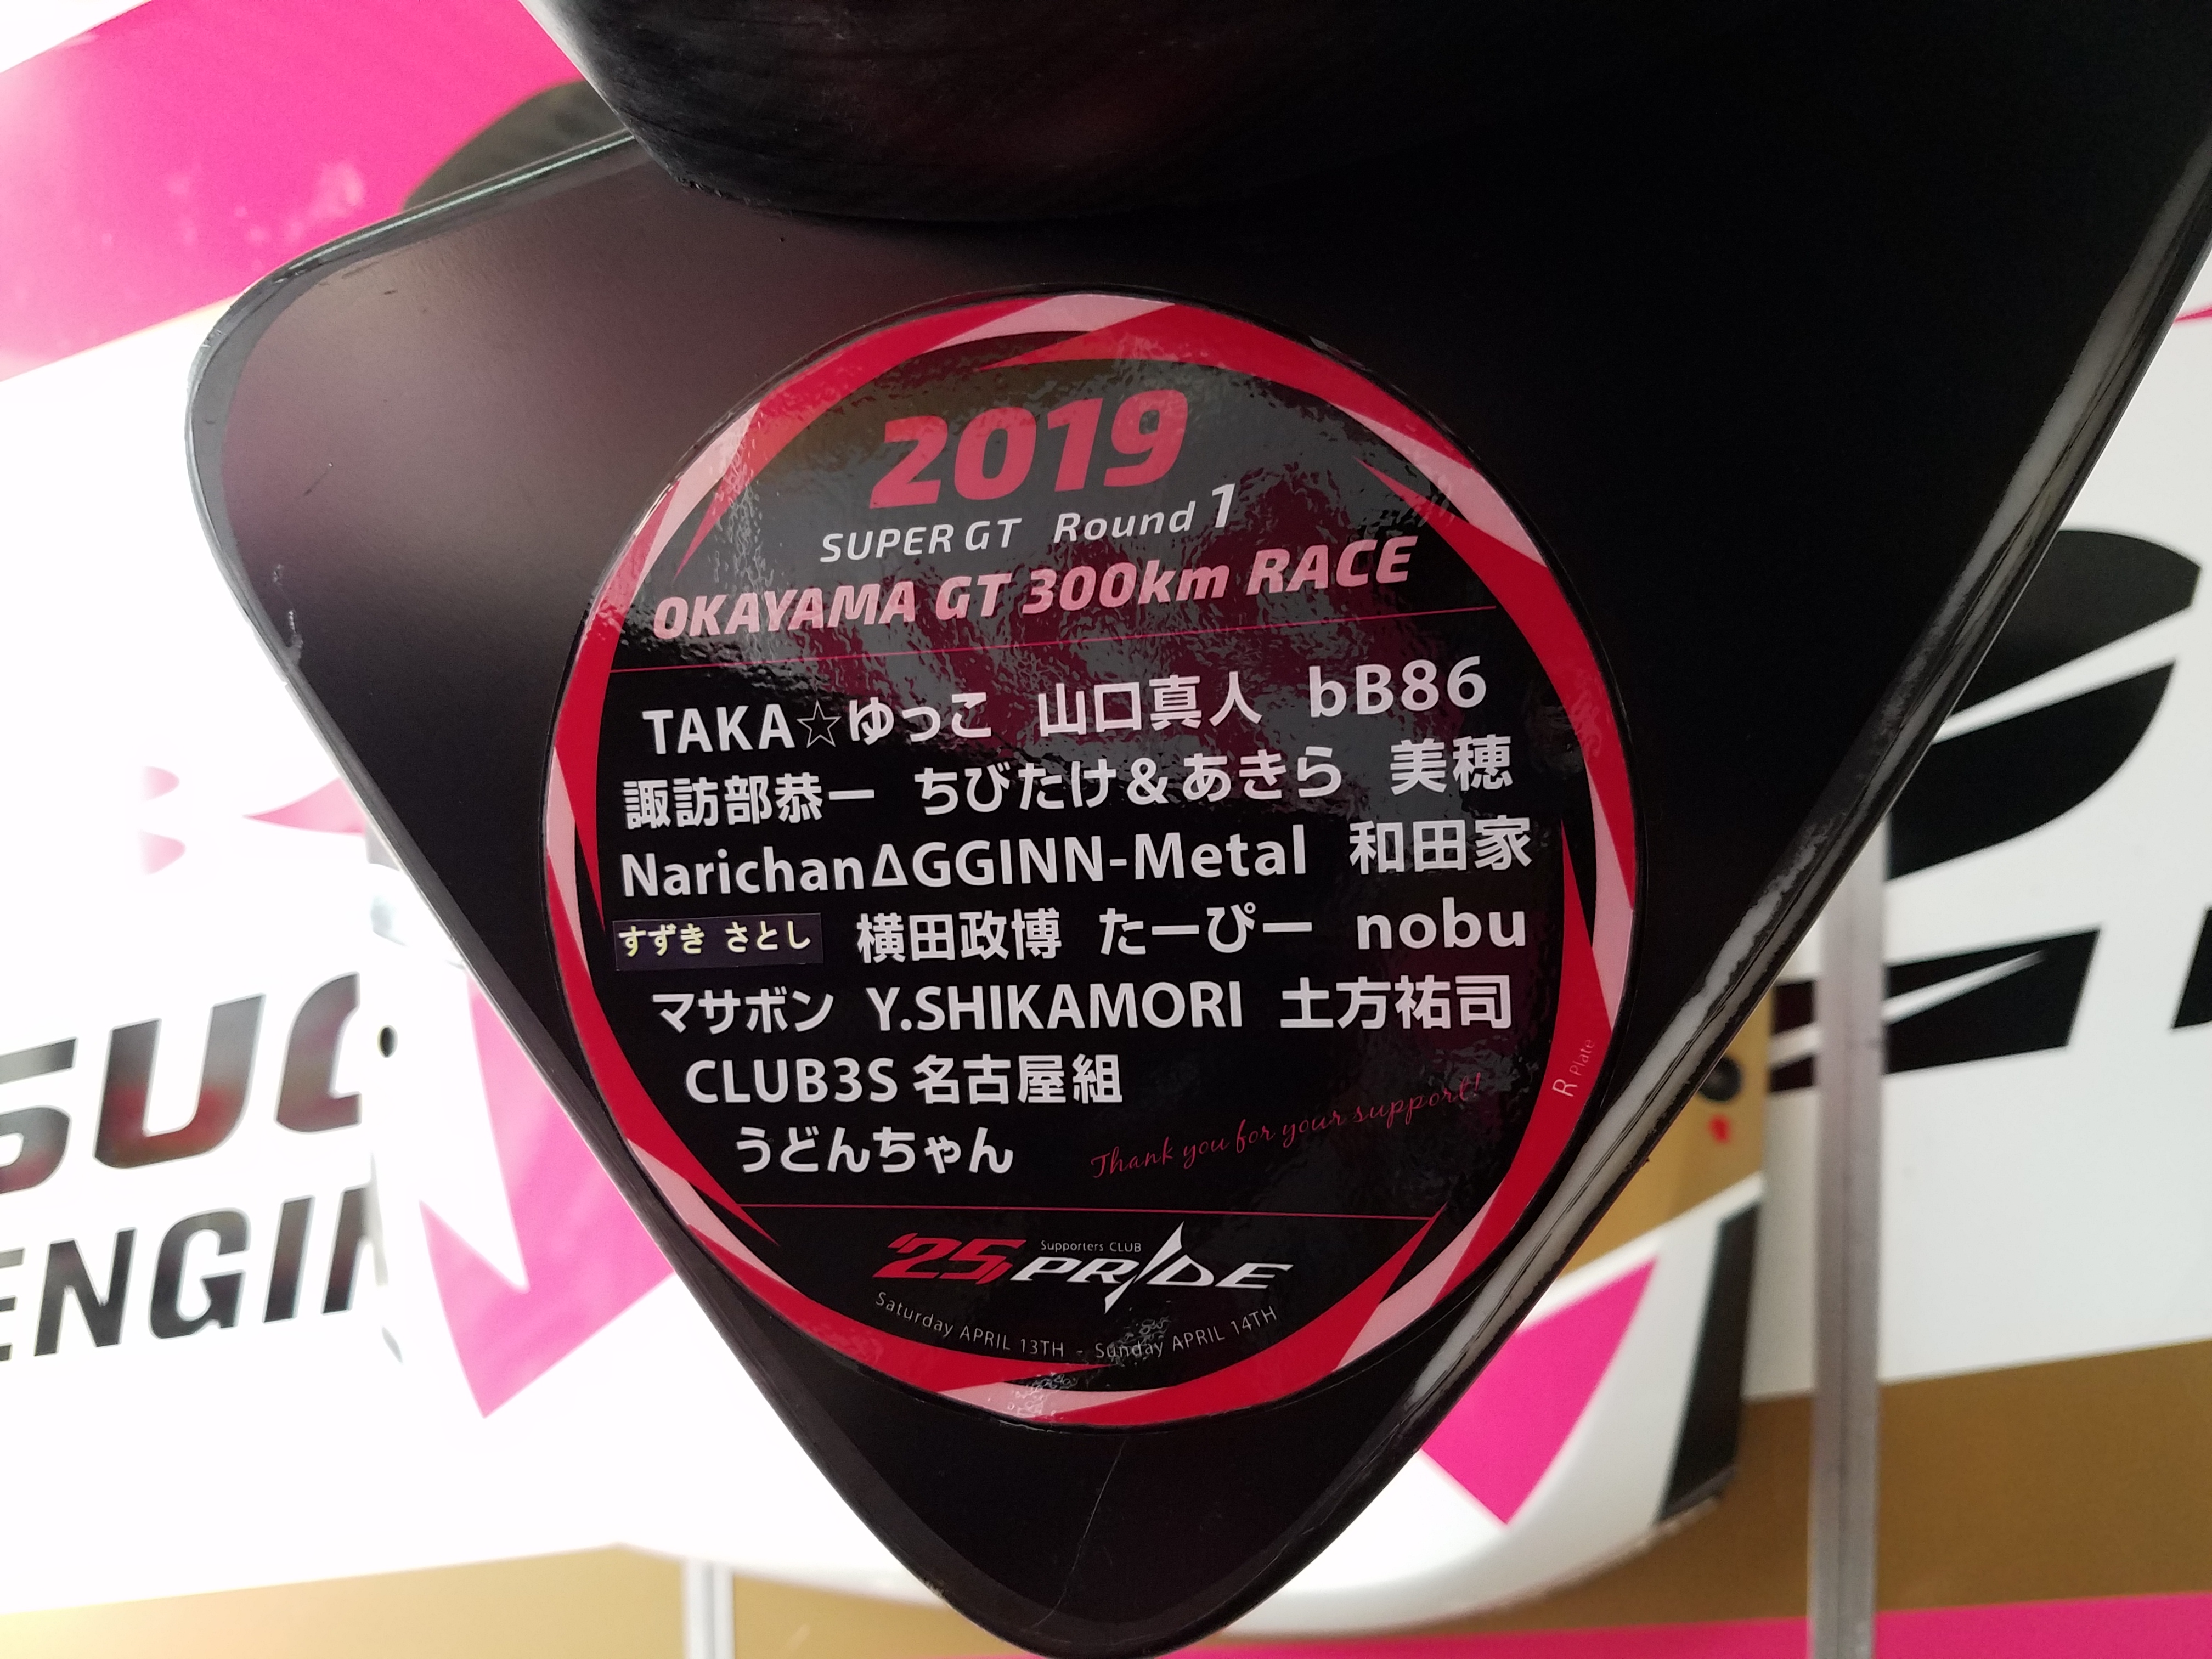 2019
SUPER GT Round 1
OKAYAMA GT 300km RACE
TAKA☆ゆっこ 山口真人 bB86
諏訪部恭一 ちびたけ&あきら 美穂
NarichanΔGGINN-Metal 和田家
すずき さとし 横田政博 たーぴー nobu
マサボン Y.SHIKAMORI 土方祐司
CLUB3S 名古屋組
うどんちゃん
Thank you for your support!
R Plate
'25, Supporters CLUB PRIDE
Saturday APRIL 13TH - Sunday APRIL 14TH